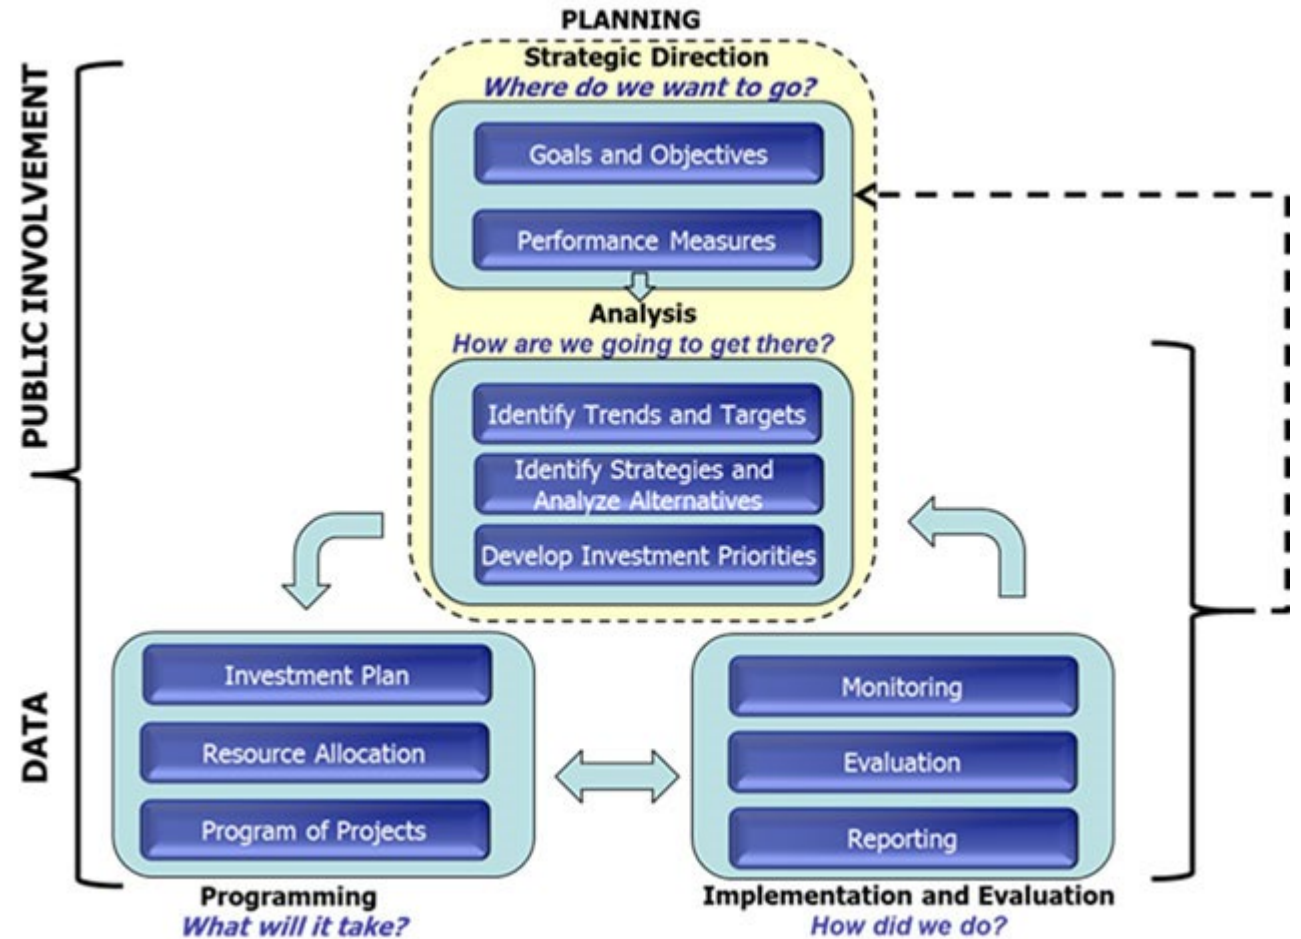 PLANNING
Strategic Direction
Where do we want to go?
Goals and Objectives
Performance Measures
Analysis
How are we going to get there?
Identify Trends and Targets
Identify Strategies and
Analyze Alternatives
Develop Investment Priorities
PUBLIC INVOLVEMENT
DATA
Investment Plan
Resource Allocation
Program of Projects
Programming
What will it take?
Monitoring
Evaluation
Reporting
Implementation and Evaluation
How did we do?